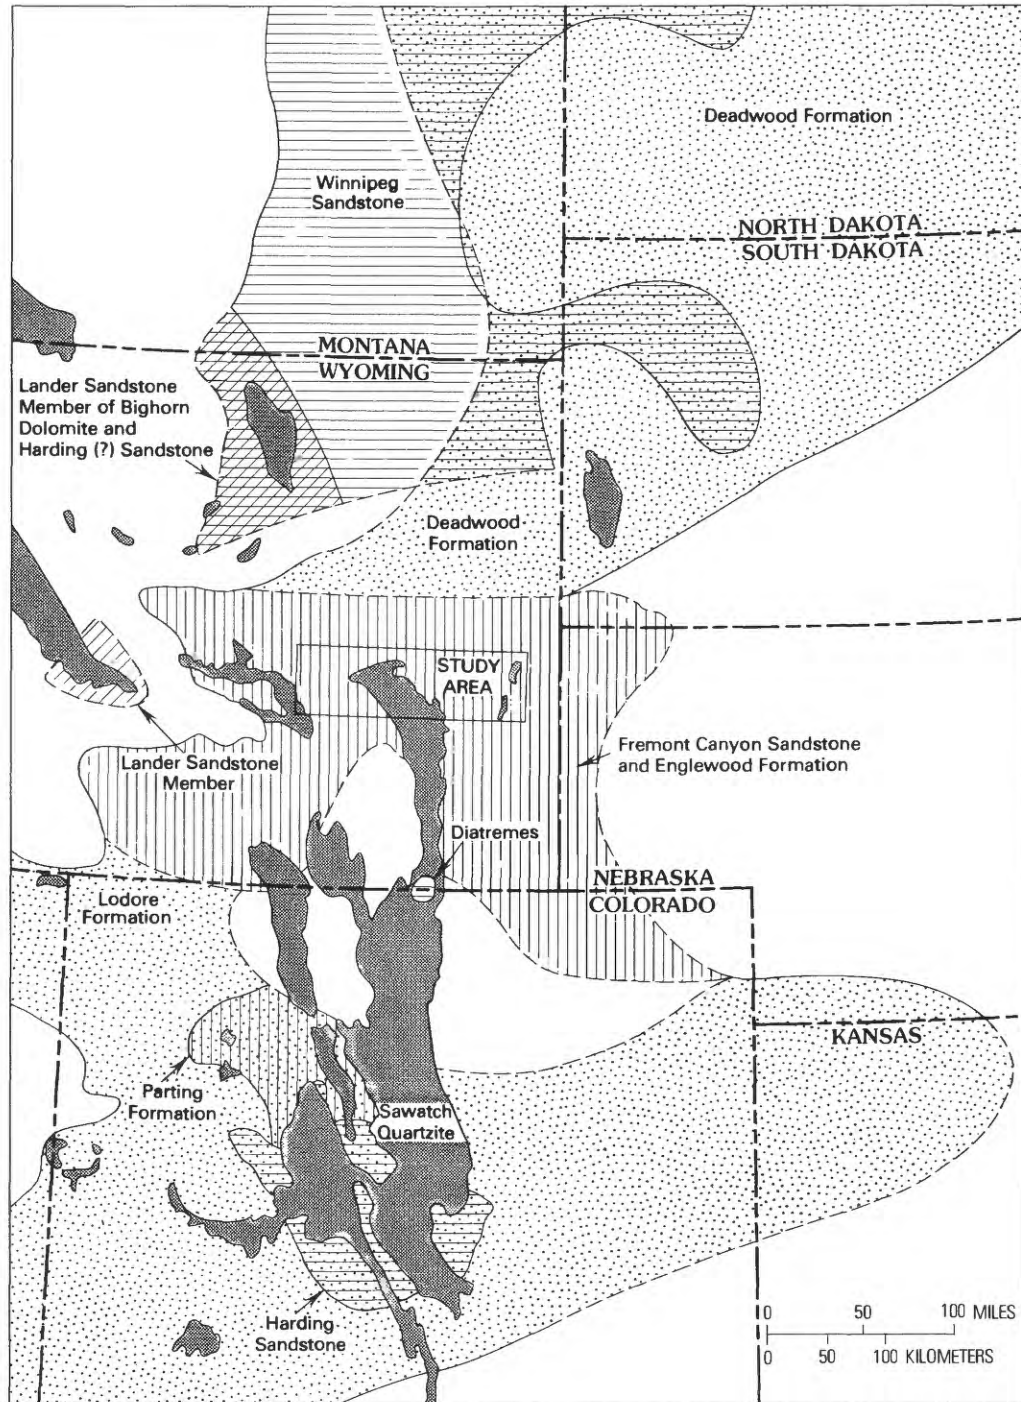 Deadwood Formation
Winnipeg
Sandstone
NORTH DAKOTA
SOUTH DAKOTA
MONTANA
WYOMING
Lander Sandstone
Member of Bighorn
Dolomite and
Harding (?) Sandstone
Deadwood
Formation
STUDY
AREA
Lander Sandstone
Member
Fremont Canyon Sandstone
and Englewood Formation
Diatremes
NEBRASKA
COLORADO
Lodore
Formation
KANSAS
Parting
Formation
Sawatch
Quartzite
Harding
Sandstone
0 50 100 MILES
0 50 100 KILOMETERS